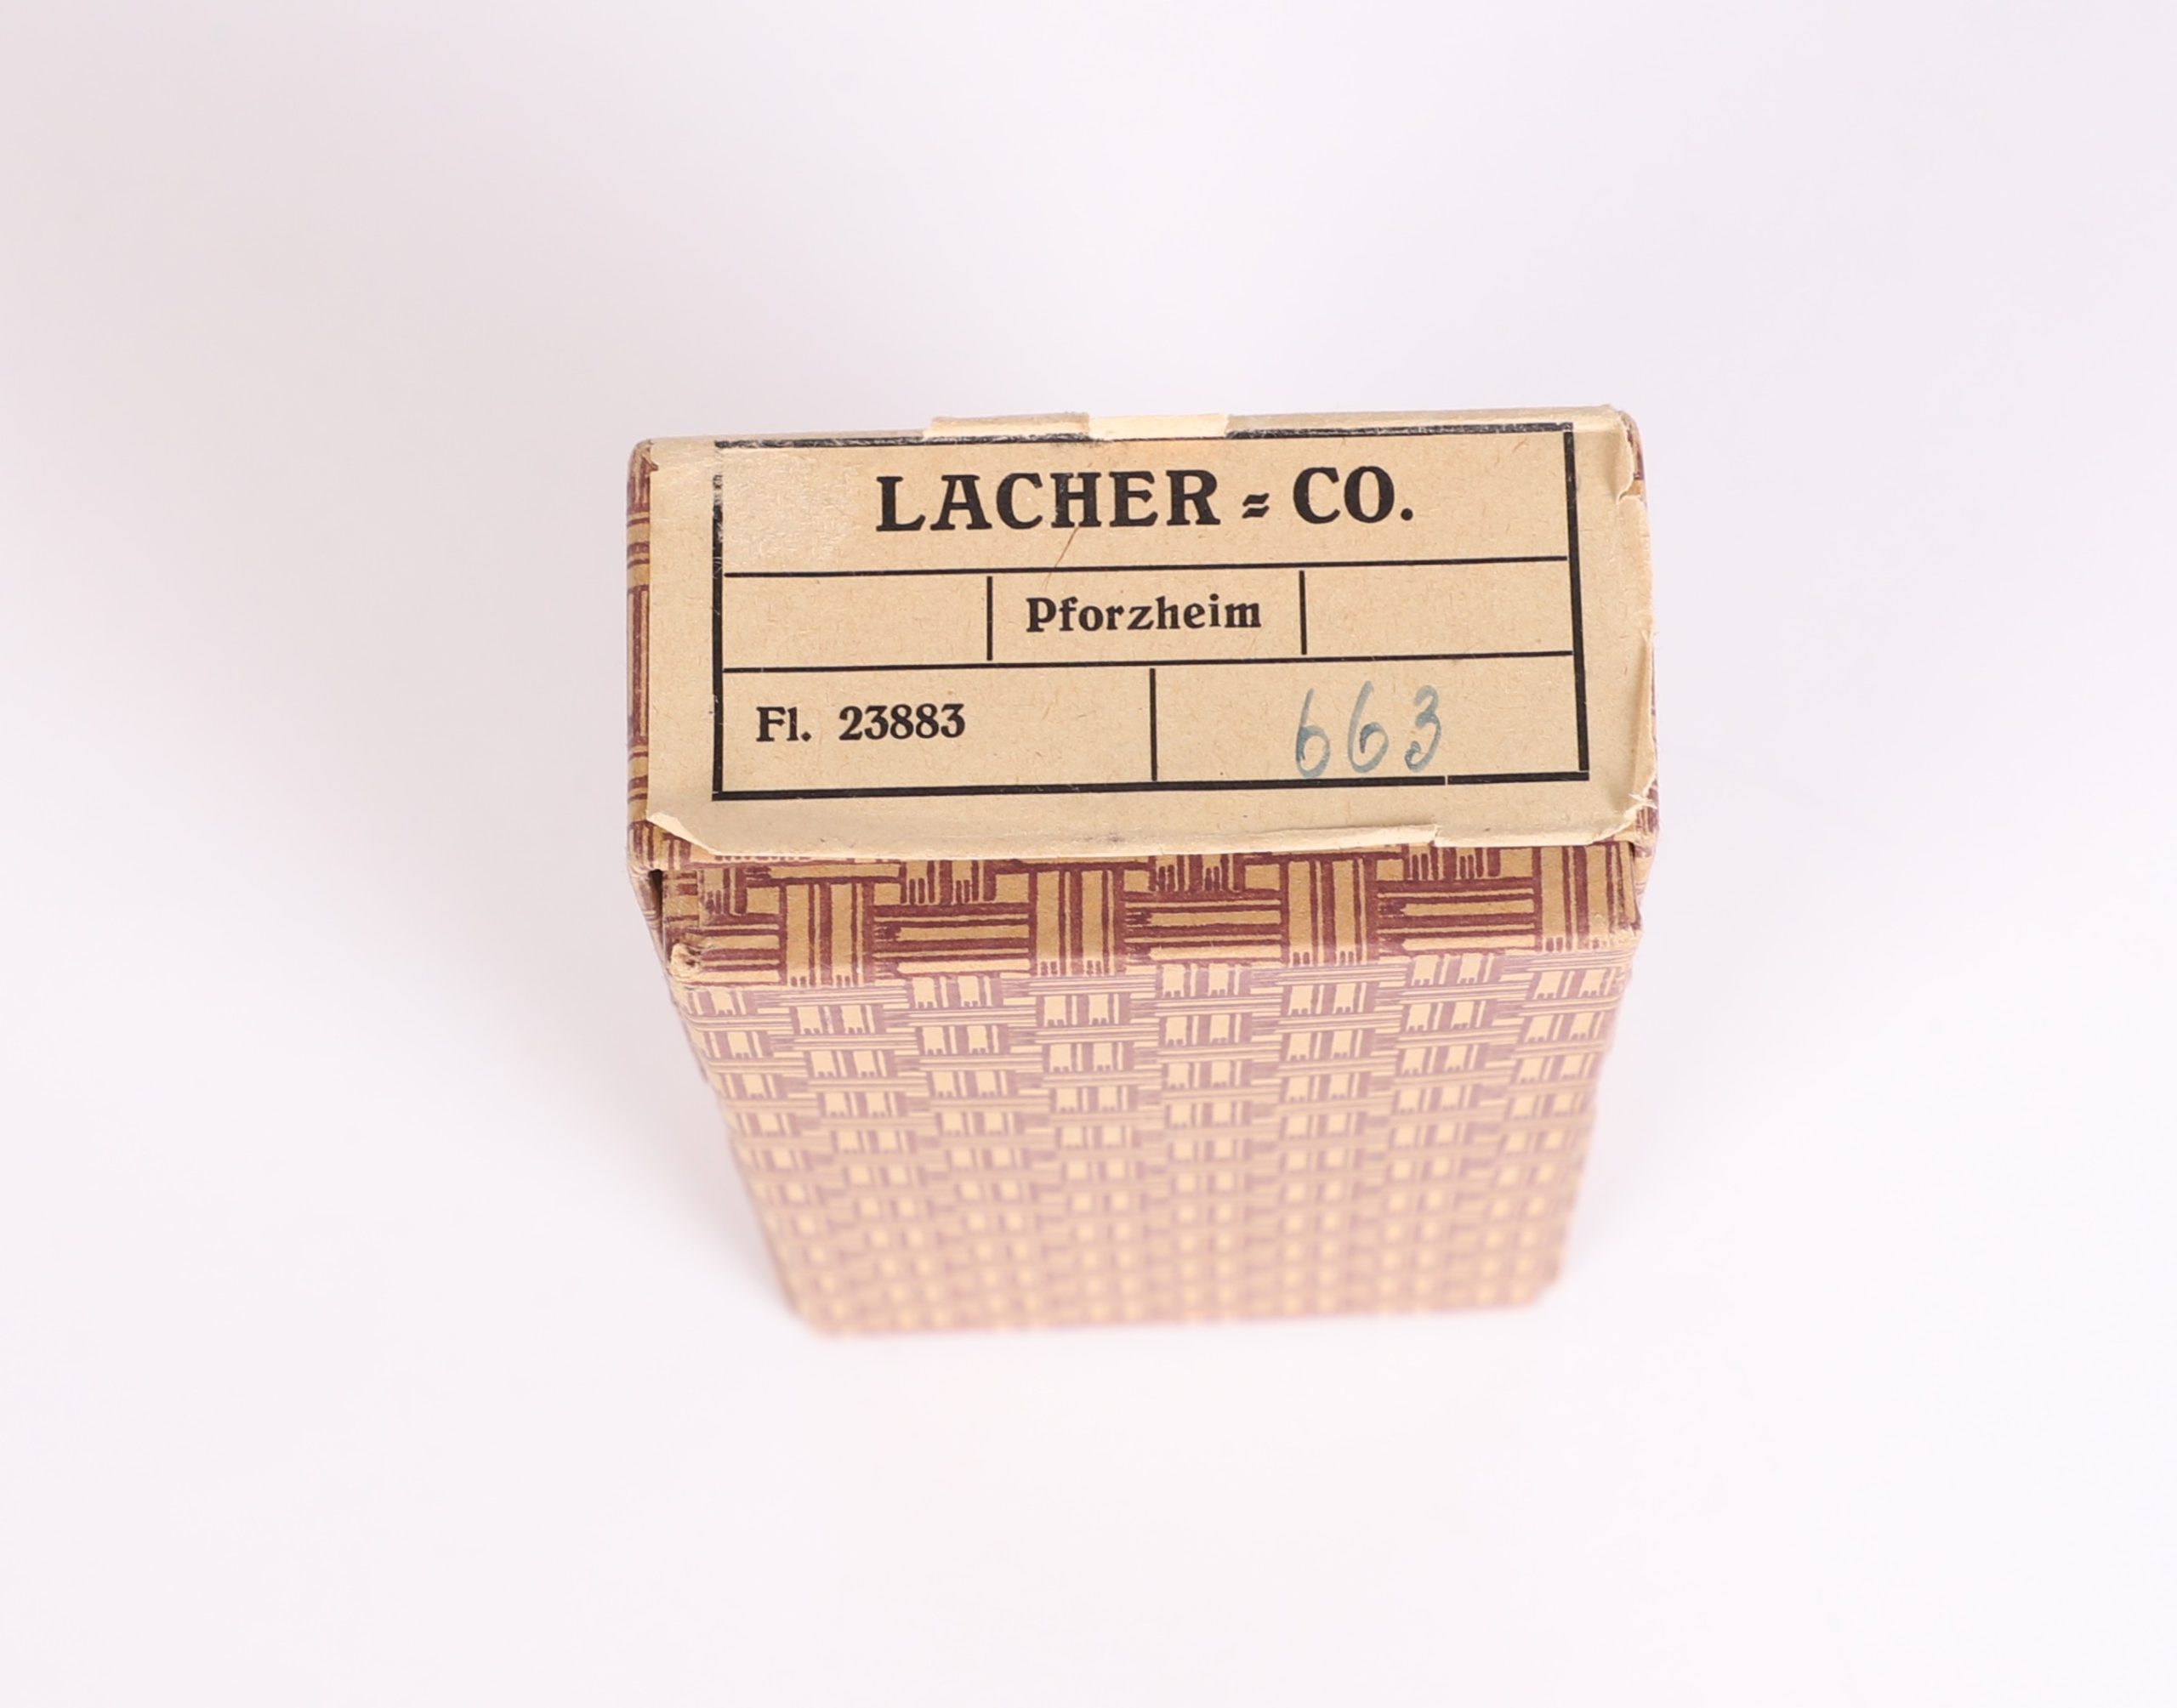 LACHER = CO.
Pforzheim
Fl. 23883 663